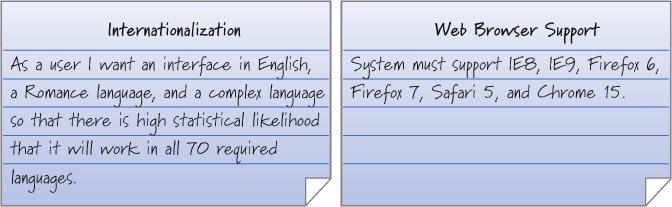 Internationalization
As a user I want an interface in English,
a Romance language, and a complex language
so that there is high statistical likelihood
that it will work in all 70 required
languages.
Web Browser Support
System must support IE8, IE9, Firefox 6,
Firefox 7, Safari 5, and Chrome 15.